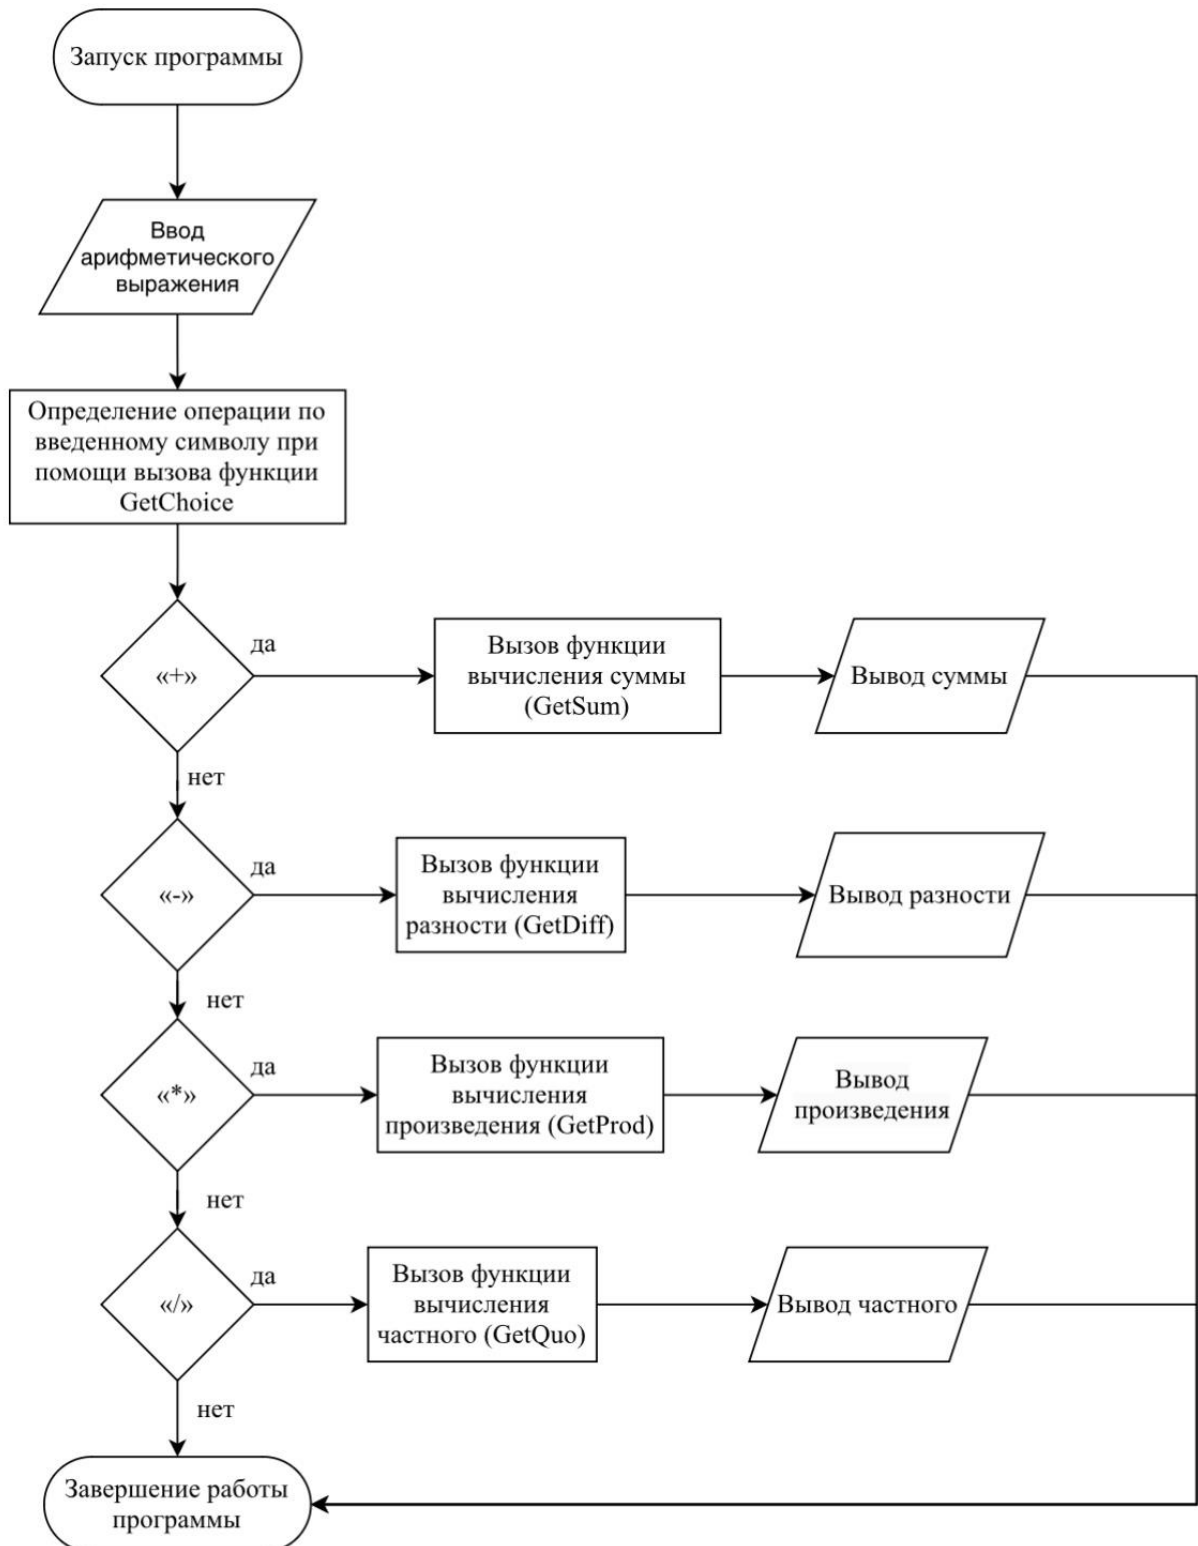 Запуск программы
Ввод
арифметического
выражения
Определение операции по
введенному символу при
помощи вызова функции
GetChoice
«+»
да
Вызов функции
вычисления суммы
(GetSum)
Вывод суммы
нет
«-»
да
Вызов функции
вычисления
разности (GetDiff)
Вывод разности
нет
«*»
да
Вызов функции
вычисления
произведения (GetProd)
Вывод
произведения
нет
«/»
да
Вызов функции
вычисления
частного (GetQuo)
Вывод частного
нет
Завершение работы
программы